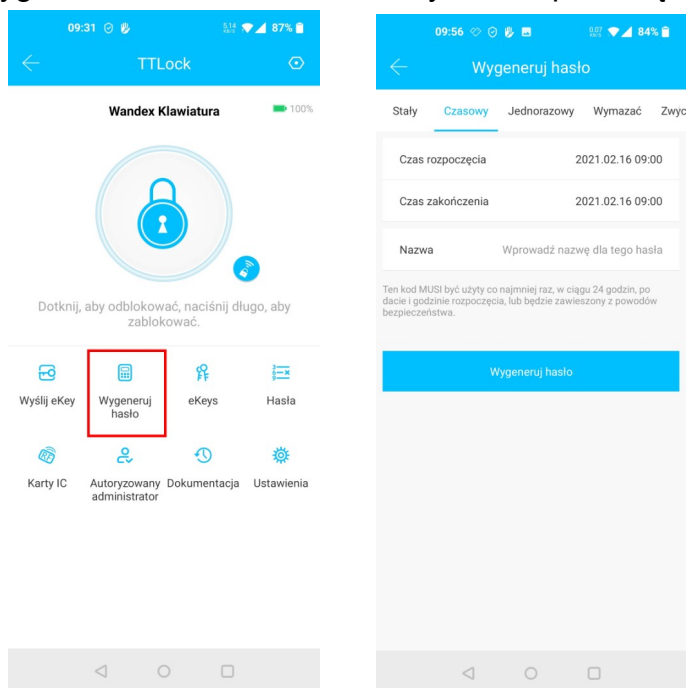 09:31
5,14
KB/S
87%
TTLock
Wandex Klawiatura
100%
Dotknij, aby odblokować, naciśnij długo, aby
zablokować.
Wyślij eKey
Wygeneruj
hasło
eKeys
Hasła
Karty IC
Autoryzowany
administrator
Dokumentacja
Ustawienia
09:56
0,07
KB/S
84%
Wygeneruj hasło
Stały Czasowy Jednorazowy Wymazać Zwyc
Czas rozpoczęcia 2021.02.16 09:00
Czas zakończenia 2021.02.16 09:00
Nazwa Wprowadź nazwę dla tego hasła
Ten kod MUSI być użyty co najmniej raz, w ciągu 24 godzin, po
dacie i godzinie rozpoczęcia, lub będzie zawieszony z powodów
bezpieczeństwa.
Wygeneruj hasło